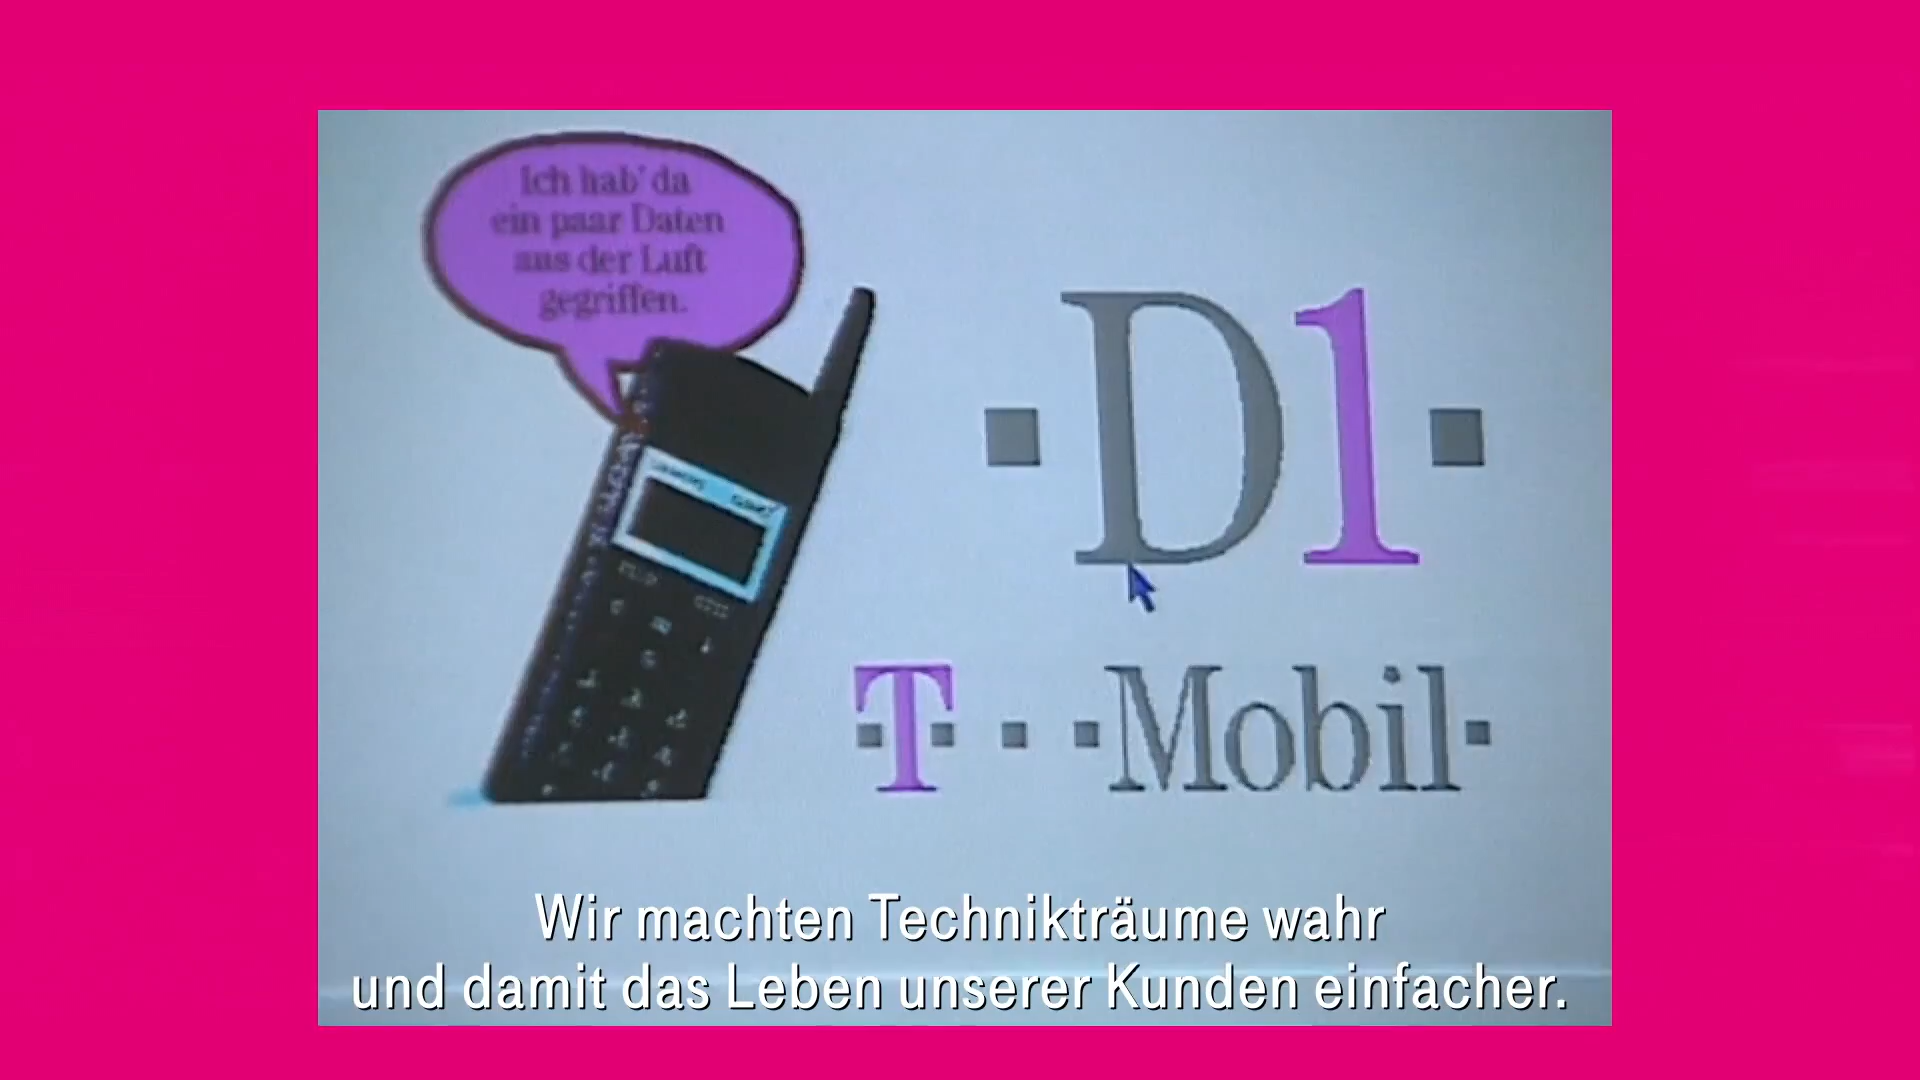 Ich hab' da
ein paar Daten
aus der Luft
gegriffen.
D1
T Mobil
Wir machten Technikträume wahr
und damit das Leben unserer Kunden einfacher.